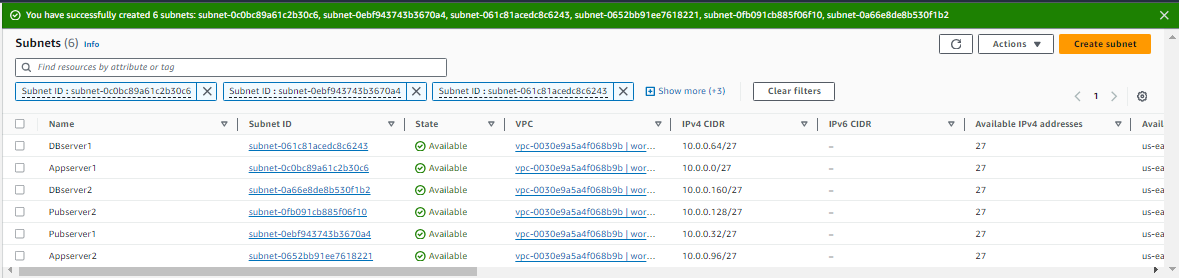 You have successfully created 6 subnets: subnet-0c0bc89a61c2b30c6, subnet-0ebf943743b3670a4, subnet-061c81acedc8c6243, subnet-0652bb91ee7618221, subnet-0fb091cb885f06f10, subnet-0a66e8de8b530f1b2
Subnets (6) Info
Actions
Create subnet
Find resources by attribute or tag
Subnet ID : subnet-0c0bc89a61c2b30c6
Subnet ID : subnet-0ebf943743b3670a4
Subnet ID : subnet-061c81acedc8c6243
Show more (+3)
Clear filters
1
Name Subnet ID State VPC IPv4 CIDR IPv6 CIDR Available IPv4 addresses Avail
DBserver1 subnet-061c81acedc8c6243 Available vpc-0030e9a5a4f068b9b | wor… 10.0.0.64/27 – 27 us-ea
Appserver1 subnet-0c0bc89a61c2b30c6 Available vpc-0030e9a5a4f068b9b | wor… 10.0.0.0/27 – 27 us-ea
DBserver2 subnet-0a66e8de8b530f1b2 Available vpc-0030e9a5a4f068b9b | wor… 10.0.0.160/27 – 27 us-ea
Pubserver2 subnet-0fb091cb885f06f10 Available vpc-0030e9a5a4f068b9b | wor… 10.0.0.128/27 – 27 us-ea
Pubserver1 subnet-0ebf943743b3670a4 Available vpc-0030e9a5a4f068b9b | wor… 10.0.0.32/27 – 27 us-ea
Appserver2 subnet-0652bb91ee7618221 Available vpc-0030e9a5a4f068b9b | wor… 10.0.0.96/27 – 27 us-ea